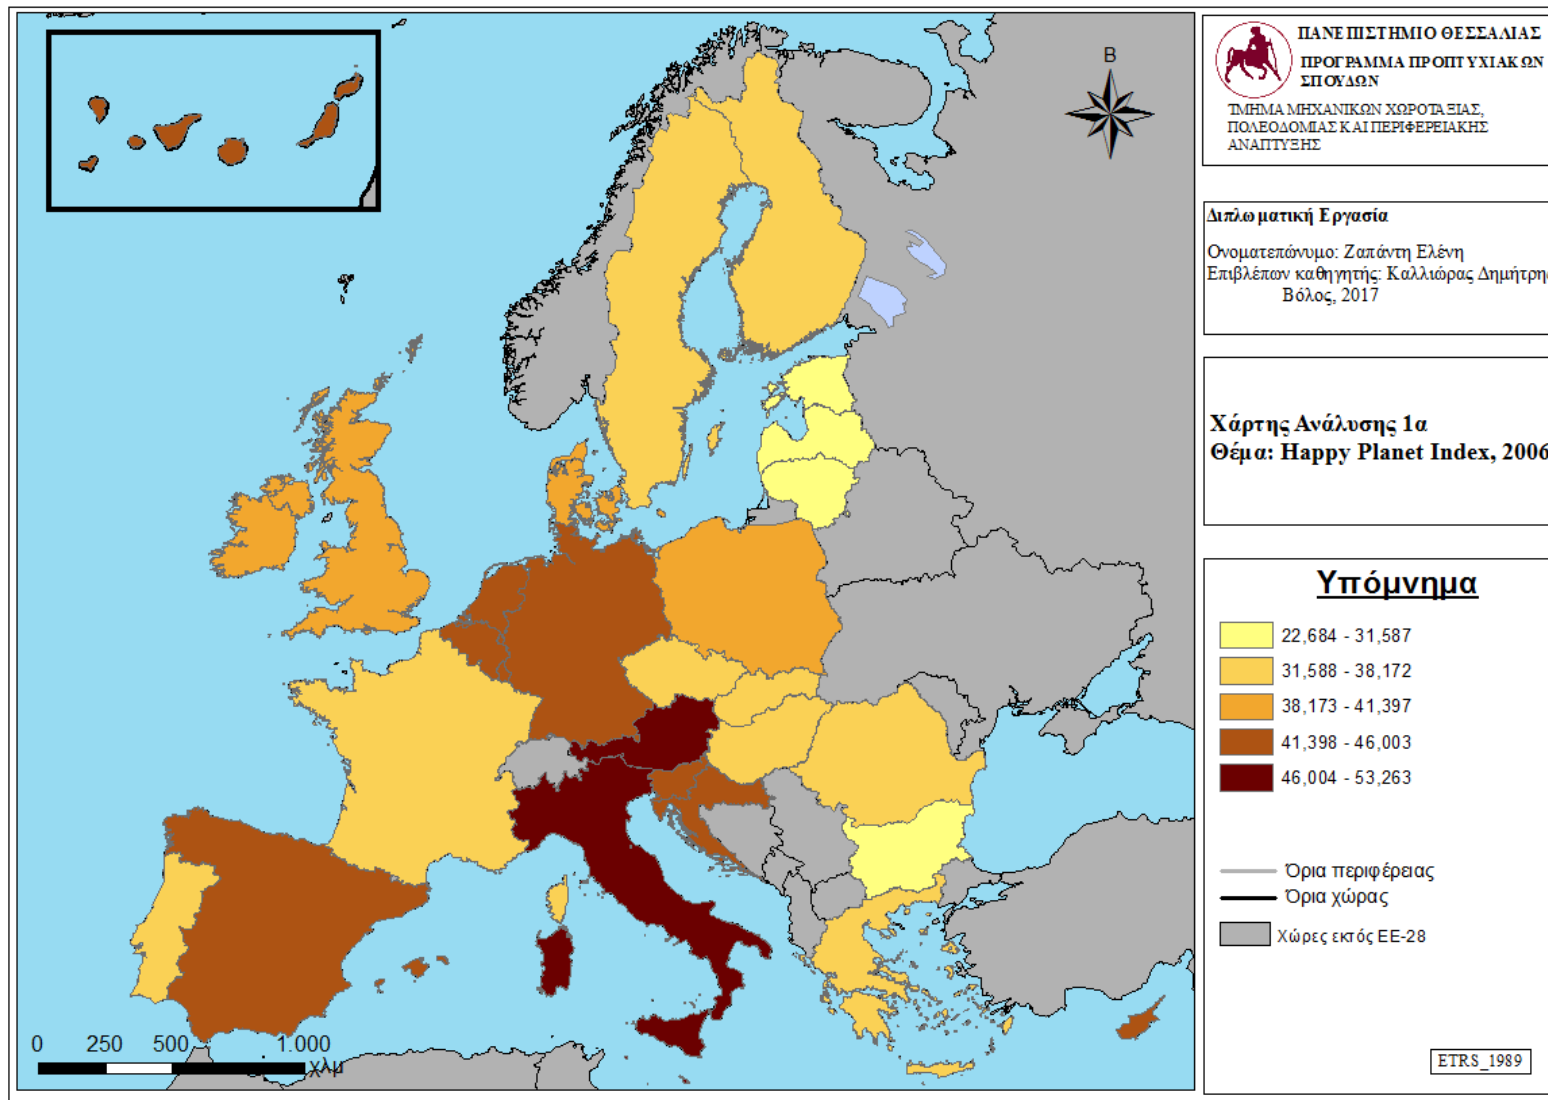 ΠΑΝΕΠΙΣΤΗΜΙΟ ΘΕΣΣΑΛΙΑΣ
ΠΡΟΓΡΑΜΜΑ ΠΡΟΠΤΥΧΙΑΚΩΝ
ΣΠΟΥΔΩΝ
ΤΜΗΜΑ ΜΗΧΑΝΙΚΩΝ ΧΩΡΟΤΑΞΙΑΣ,
ΠΟΛΕΟΔΟΜΙΑΣ ΚΑΙ ΠΕΡΙΦΕΡΕΙΑΚΗΣ
ΑΝΑΠΤΥΞΗΣ
Διπλωματική Εργασία
Ονοματεπώνυμο: Ζαπάντη Ελένη
Επιβλέπων καθηγητής: Καλλιώρας Δημήτρης
Βόλος, 2017
Χάρτης Ανάλυσης 1α
Θέμα: Happy Planet Index, 2006
Υπόμνημα
22,684 - 31,587
31,588 - 38,172
38,173 - 41,397
41,398 - 46,003
46,004 - 53,263
Όρια περιφέρειας
Όρια χώρας
Χώρες εκτός ΕΕ-28
ETRS_1989
Β
0 250 500 1.000
χλμ